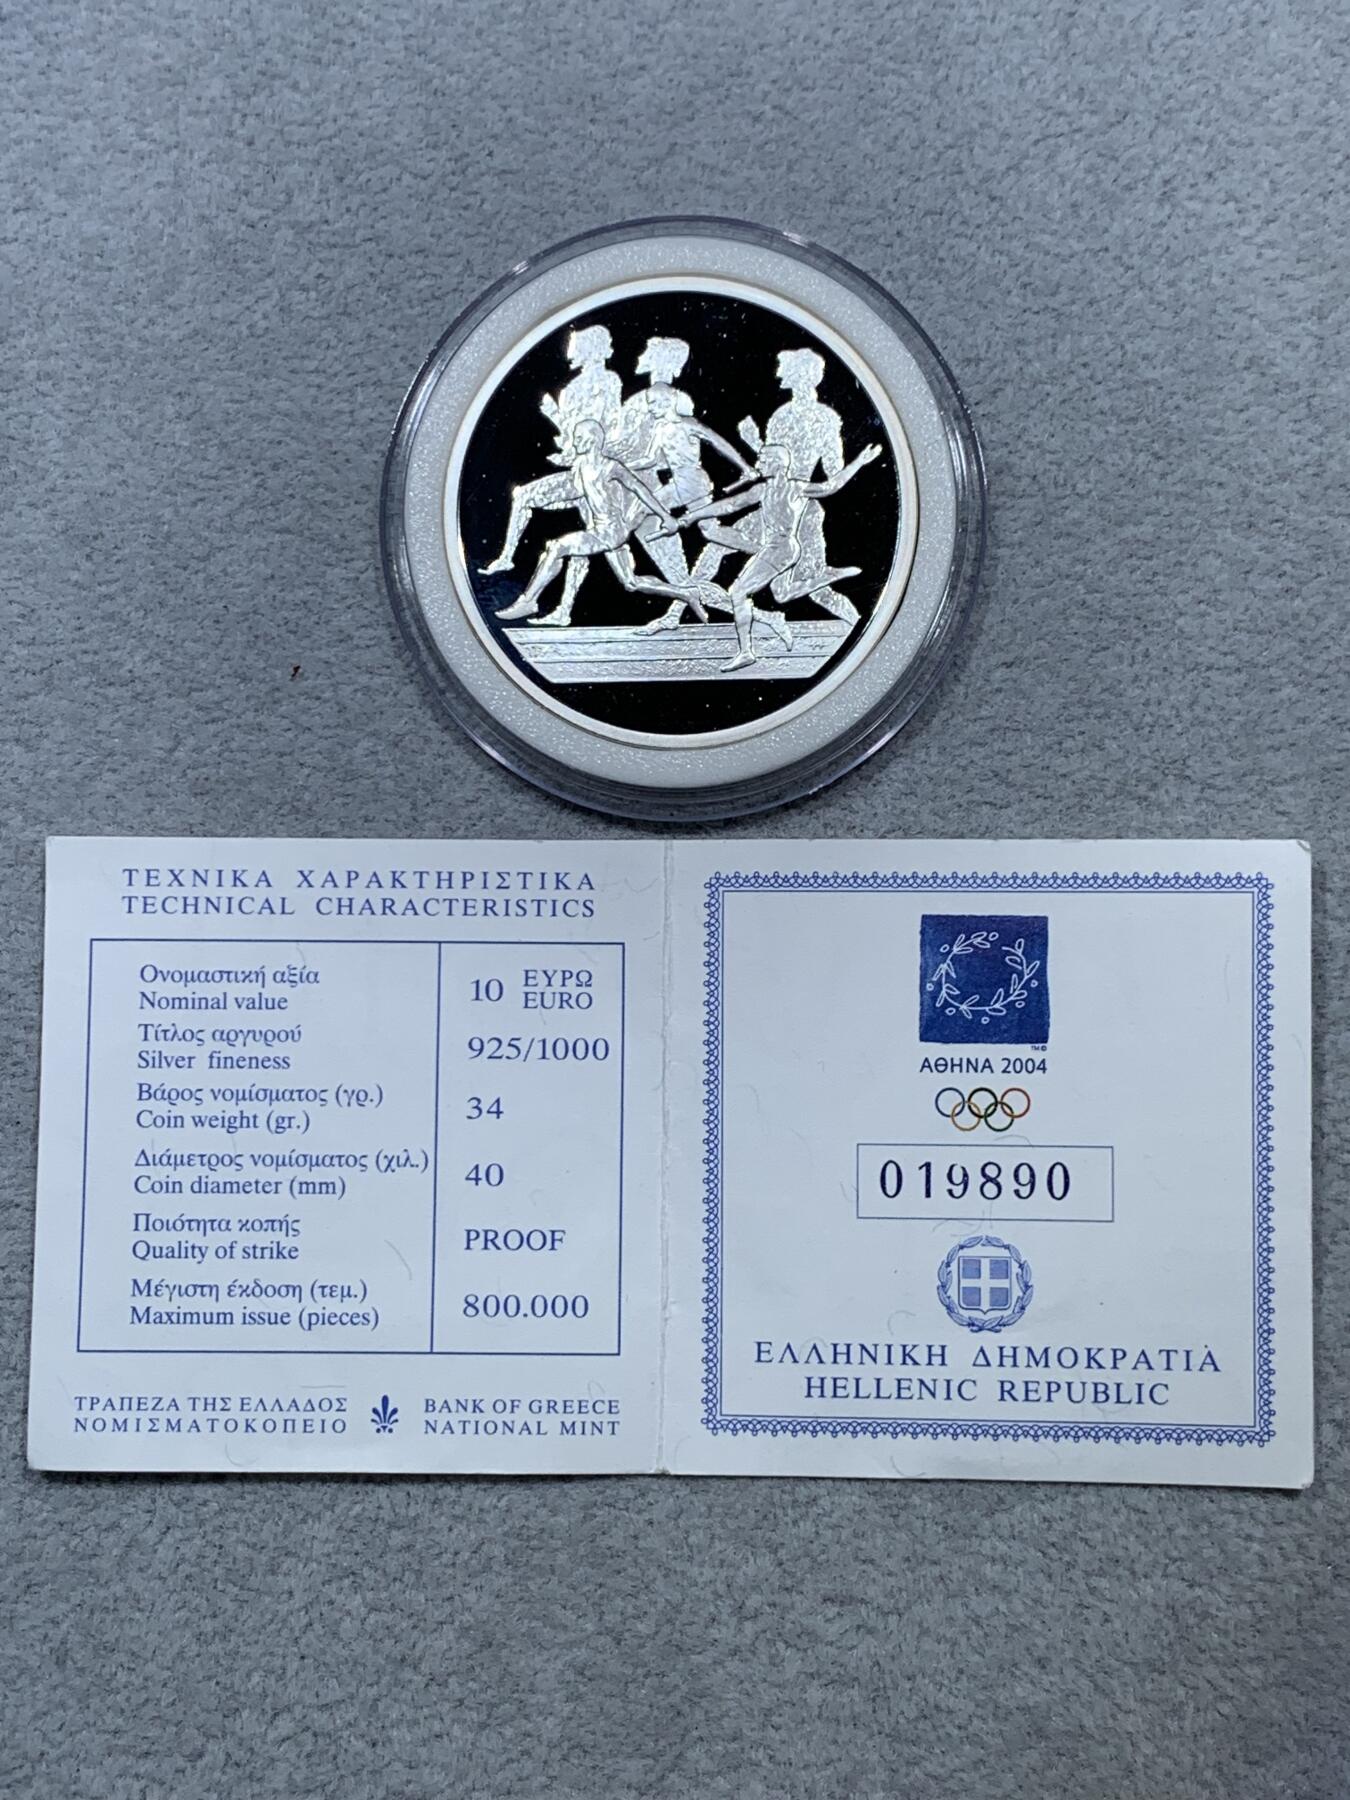 ΤΕΧΝΙΚΑ ΧΑΡΑΚΤΗΡΙΣΤΙΚΑ
TECHNICAL CHARACTERISTICS
Ονομαστική αξία
Nominal value
10 ΕΥΡΩ
EURO
Τίτλος αργυρού
Silver fineness
925/1000
Βάρος νομίσματος (γρ.)
Coin weight (gr.)
34
Διάμετρος νομίσματος (χιλ.)
Coin diameter (mm)
40
Ποιότητα κοπής
Quality of strike
PROOF
Μέγιστη έκδοση (τεμ.)
Maximum issue (pieces)
800.000
ΤΡΑΠΕΖΑ ΤΗΣ ΕΛΛΑΔΟΣ
ΝΟΜΙΣΜΑΤΟΚΟΠΕΙΟ
BANK OF GREECE
NATIONAL MINT
TM©
ΑΘΗΝΑ 2004
019890
ΕΛΛΗΝΙΚΗ ΔΗΜΟΚΡΑΤΙΑ
HELLENIC REPUBLIC